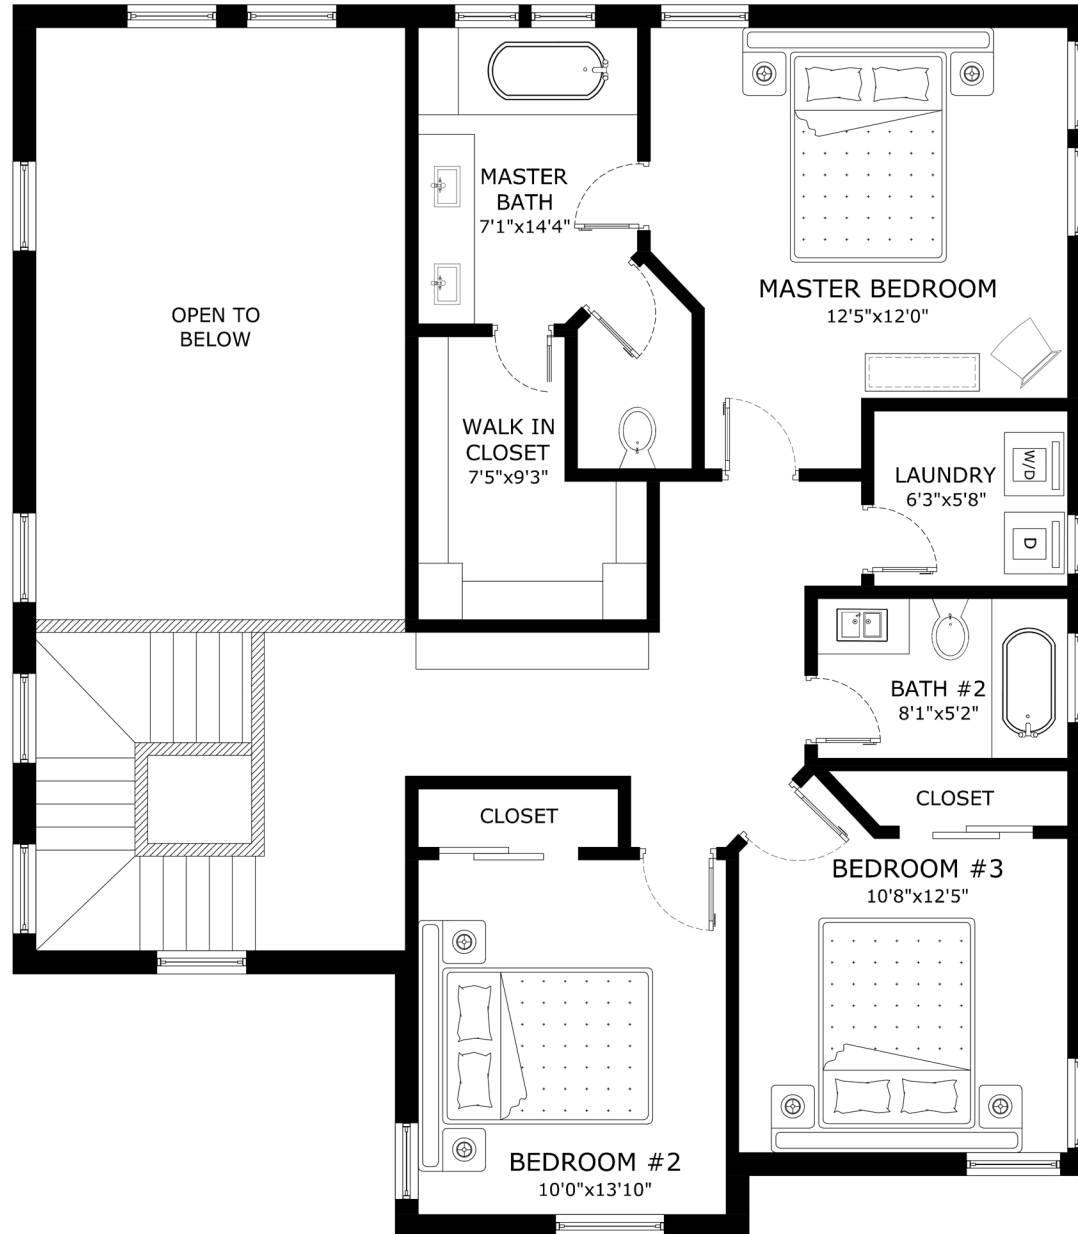 MASTER
BATH
7'1"x14'4"
MASTER BEDROOM
12'5"x12'0"
OPEN TO
BELOW
WALK IN
CLOSET
7'5"x9'3"
LAUNDRY
6'3"x5'8"
W/D
D
BATH #2
8'1"x5'2"
CLOSET
CLOSET
BEDROOM #3
10'8"x12'5"
BEDROOM #2
10'0"x13'10"